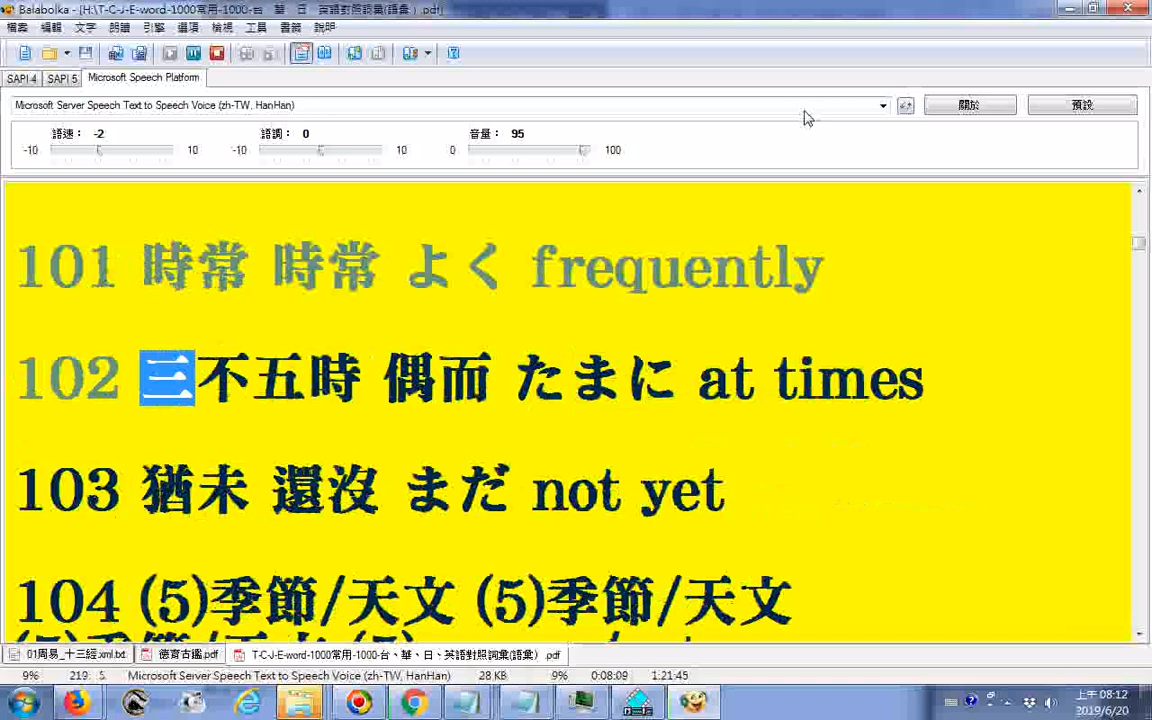 Balabolka - [H:\T-C-J-E-word-1000常用-1000-台、華、日、英語對照詞彙(語彙）.pdf]
檔案 編輯 文字 朗讀 引擎 選項 檢視 工具 書籤 說明
SAPI 4 SAPI 5 Microsoft Speech Platform
Microsoft Server Speech Text to Speech Voice (zh-TW, HanHan) 關於 預設
語速： -2 語調： 0 音量： 95
-10 10 -10 10 0 100
101 時常 時常 よく frequently
102 三不五時 偶而 たまに at times
103 猶未 還沒 まだ not yet
104 (5)季節/天文 (5)季節/天文
01周易_十三經.xml.txt 德育古鑑.pdf T-C-J-E-word-1000常用-1000-台、華、日、英語對照詞彙(語彙）.pdf
9% 219: 5 Microsoft Server Speech Text to Speech Voice (zh-TW, HanHan) 28 KB 9% 0:08:09 1:21:45
上午 08:12
2019/6/20